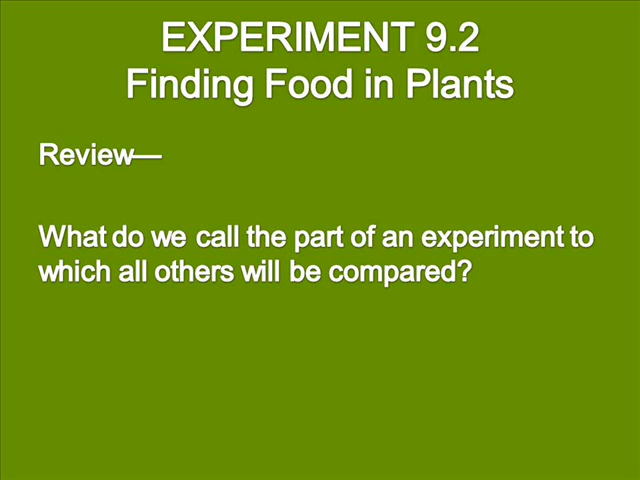 EXPERIMENT 9.2
Finding Food in Plants
Review—
What do we call the part of an experiment to
which all others will be compared?